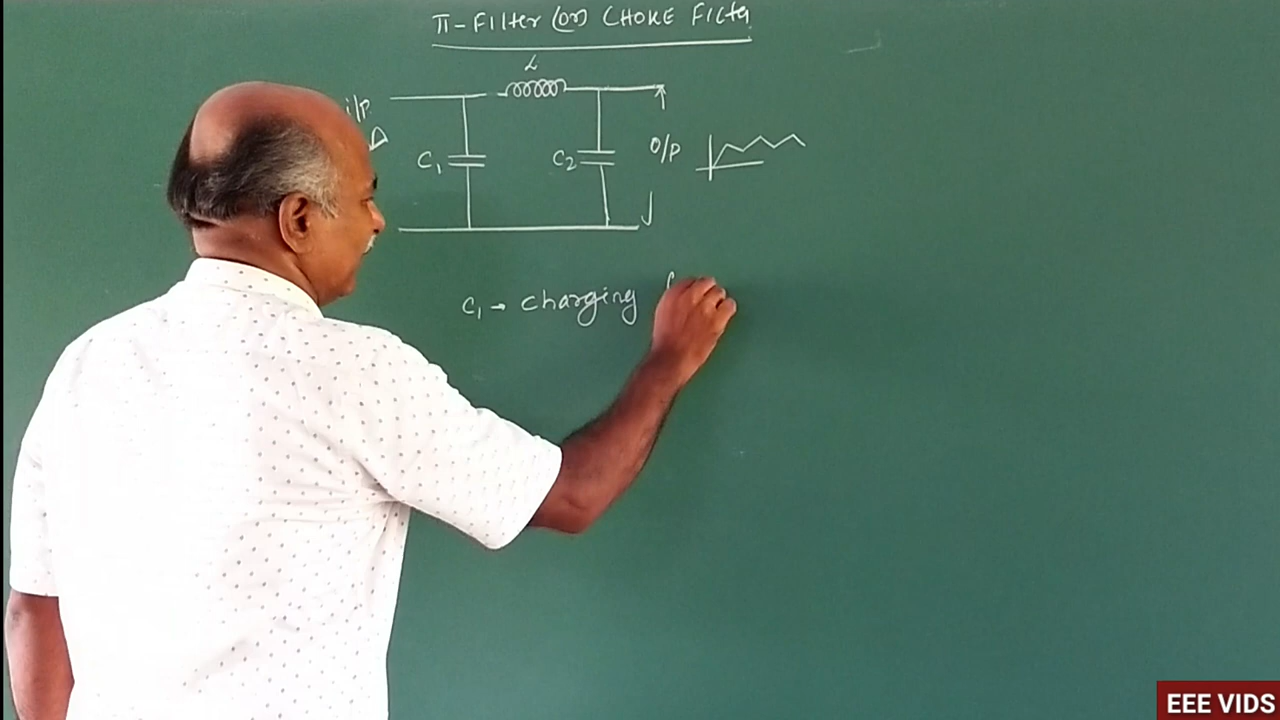 π-Filter (or) CHOKE Filter
L
i/P
C1
C2
O/P
C1 → charging
EEE VIDS